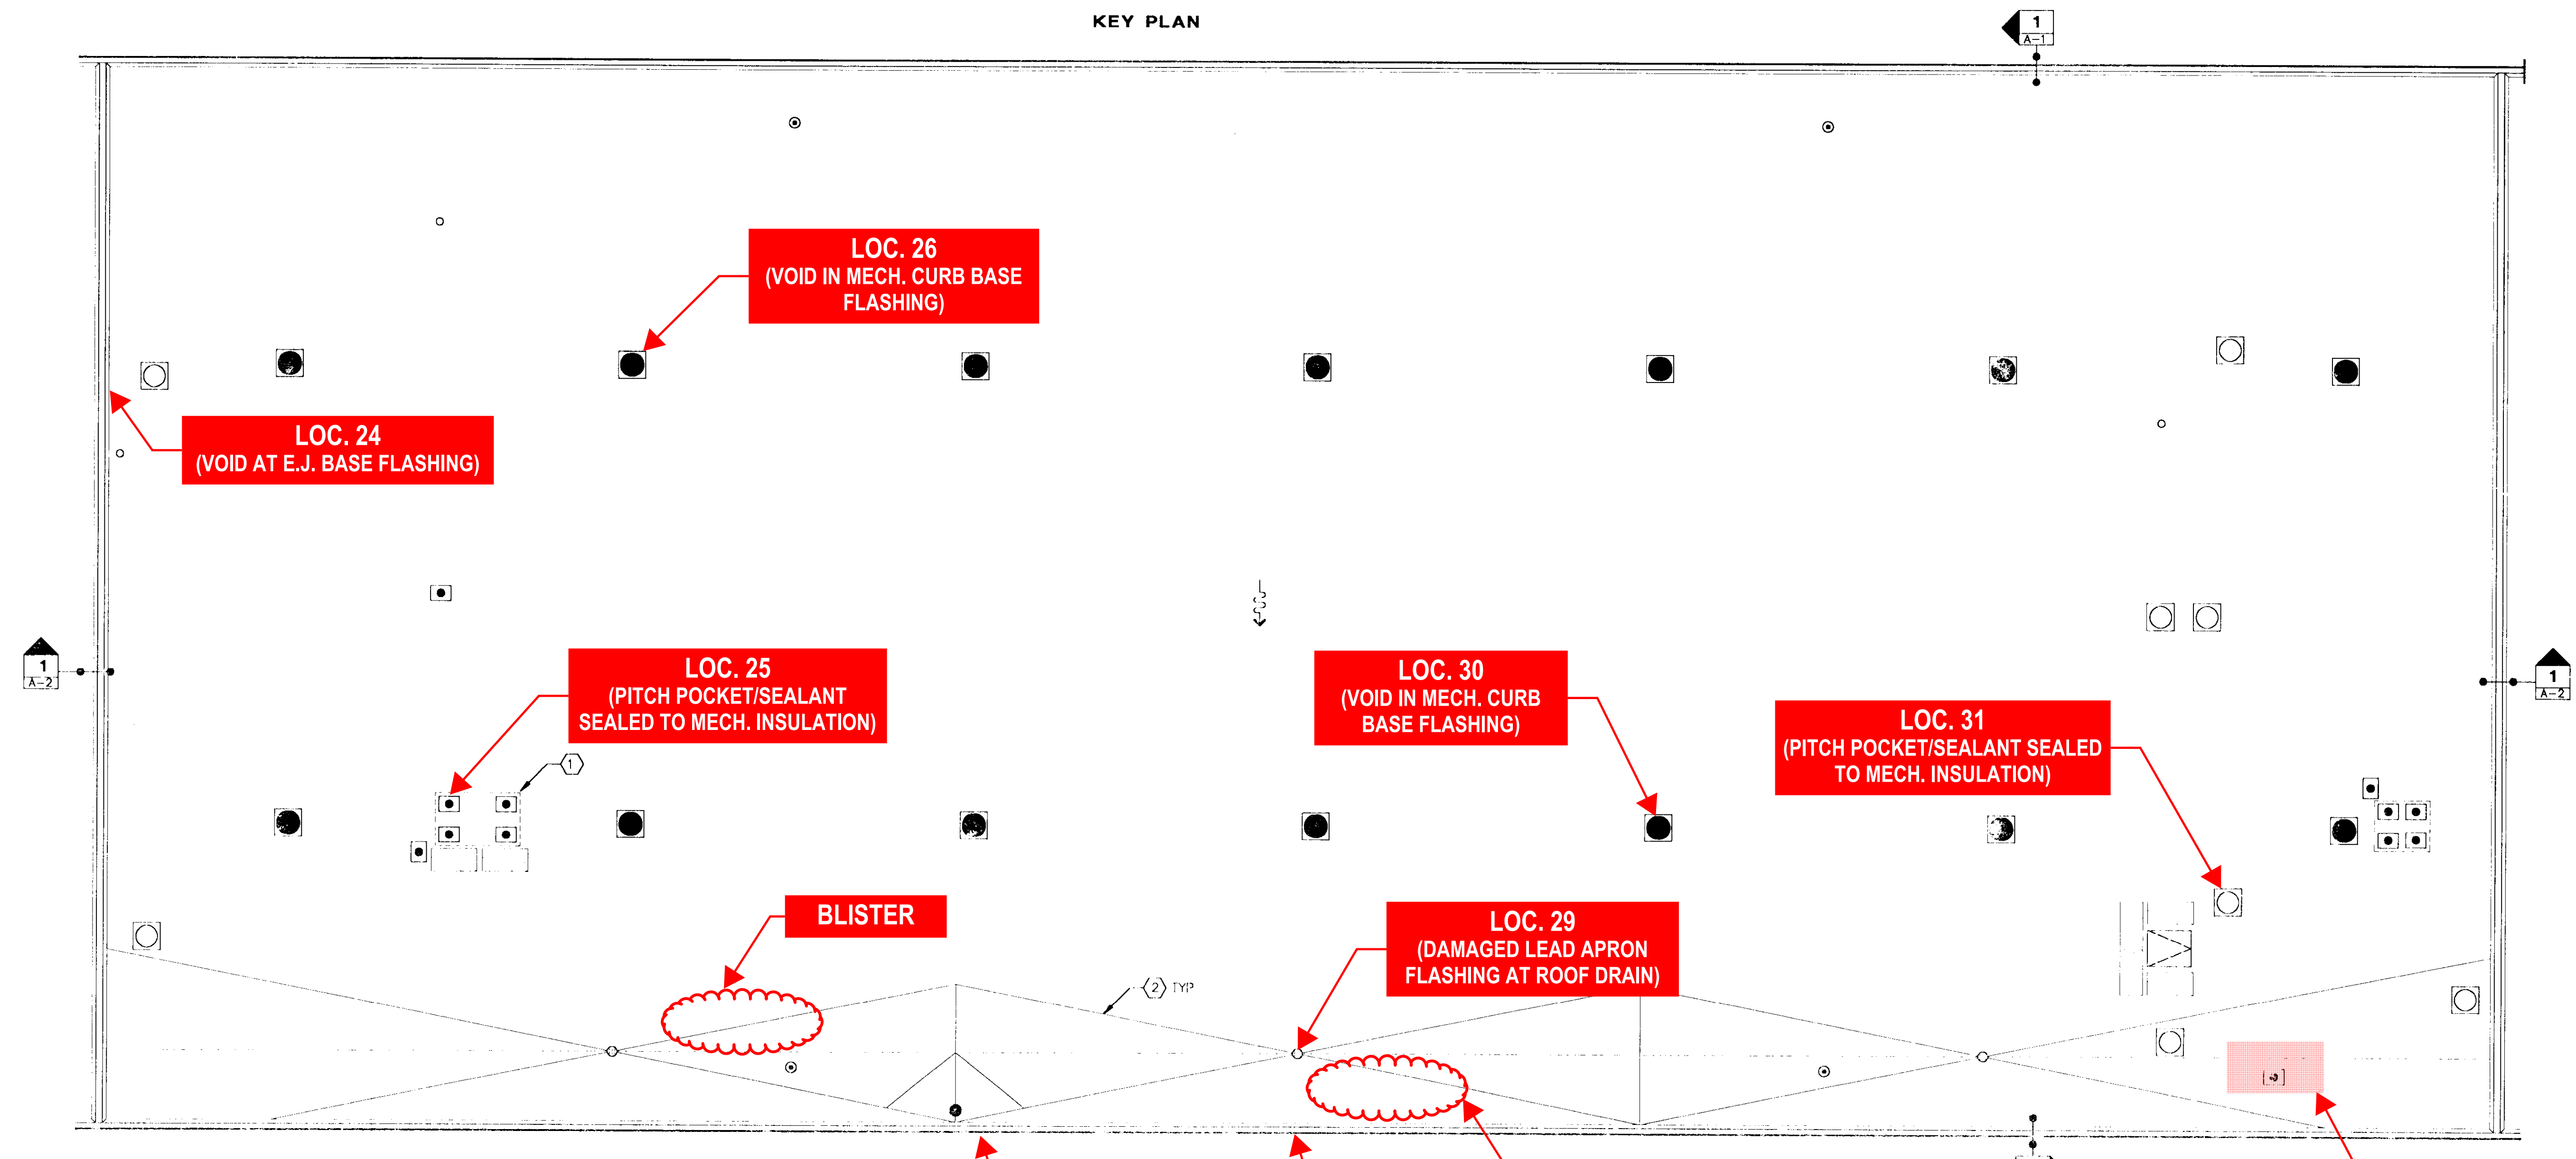 KEY PLAN
1
A-1
LOC. 26
(VOID IN MECH. CURB BASE
FLASHING)
LOC. 24
(VOID AT E.J. BASE FLASHING)
1
A-2
LOC. 25
(PITCH POCKET/SEALANT
SEALED TO MECH. INSULATION)
LOC. 30
(VOID IN MECH. CURB
BASE FLASHING)
1
A-2
LOC. 31
(PITCH POCKET/SEALANT SEALED
TO MECH. INSULATION)
1
BLISTER
LOC. 29
(DAMAGED LEAD APRON
FLASHING AT ROOF DRAIN)
2 TYP